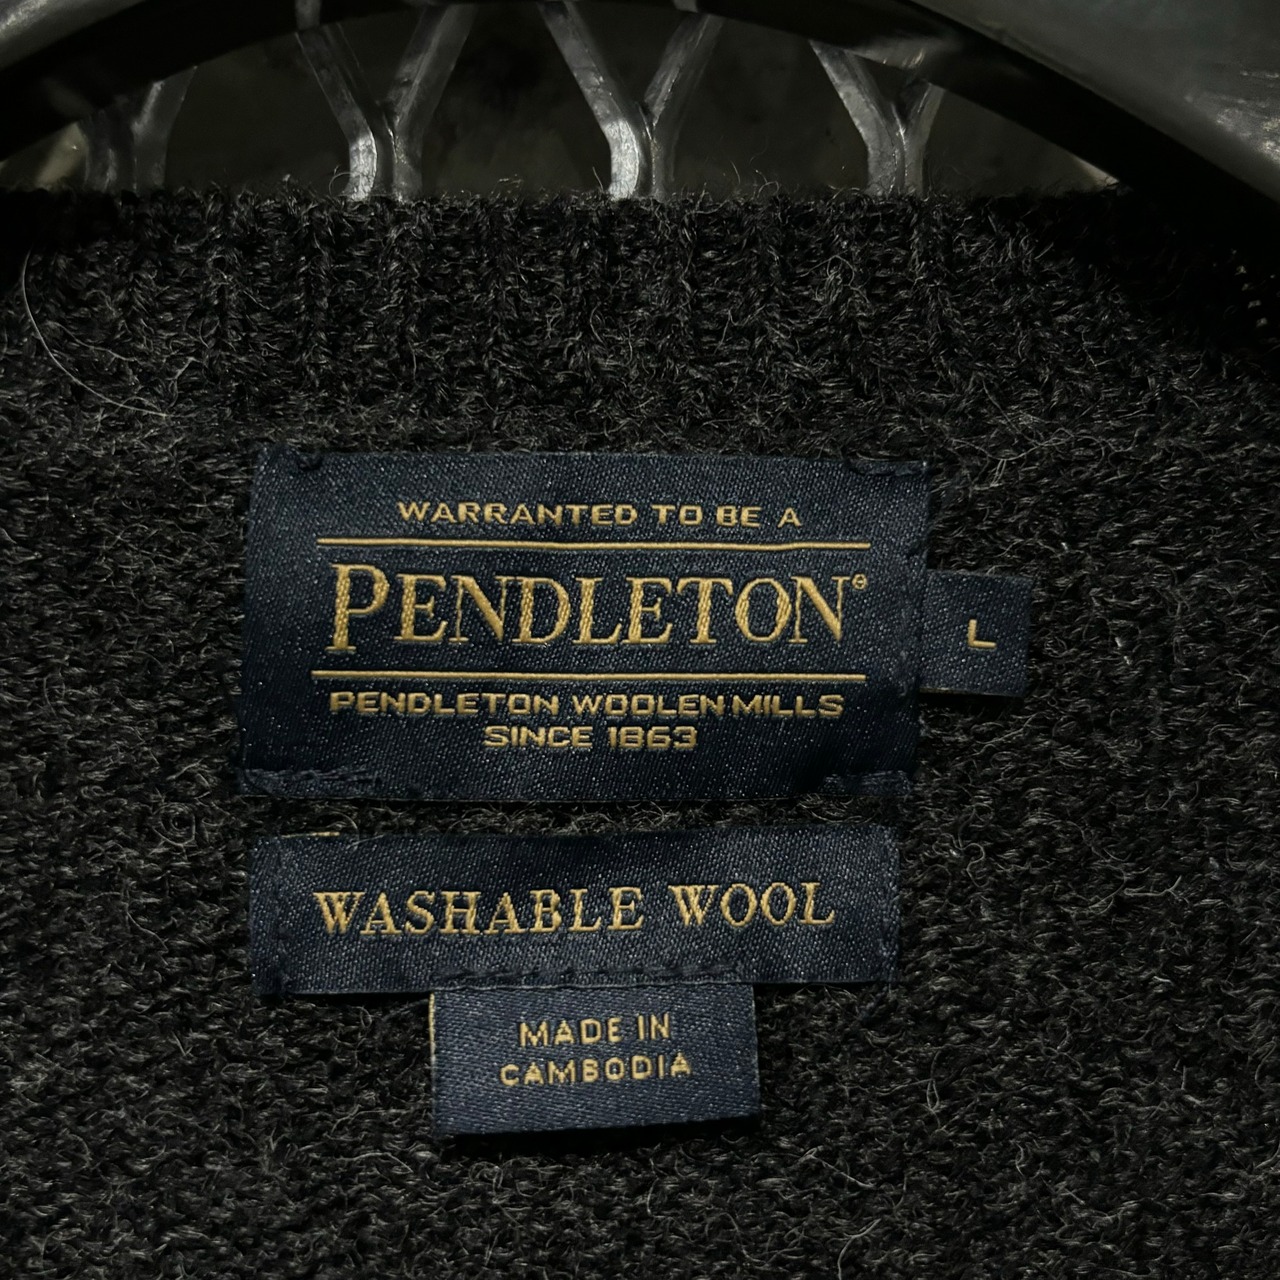 WARRANTED TO BE A
PENDLETON®
L
PENDLETON WOOLEN MILLS
SINCE 1863
WASHABLE WOOL
MADE IN
CAMBODIA